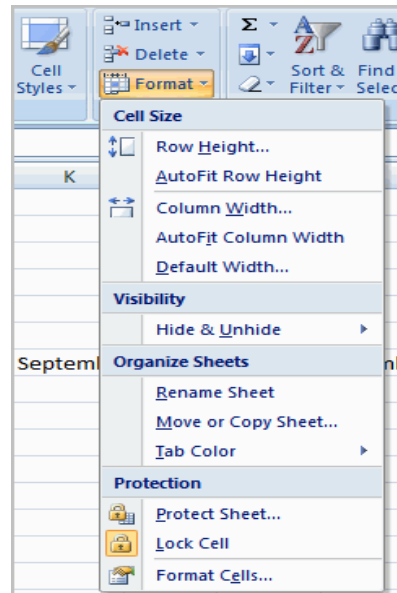 Insert
Σ
Delete
A
Z
Cell
Styles
Format
Sort &
Filter
Find
Selec
Cell Size
Row Height...
K
AutoFit Row Height
Column Width...
AutoFit Column Width
Default Width...
Visibility
Hide & Unhide
Septem
Organize Sheets
Rename Sheet
Move or Copy Sheet...
Tab Color
Protection
Protect Sheet...
Lock Cell
Format Cells...